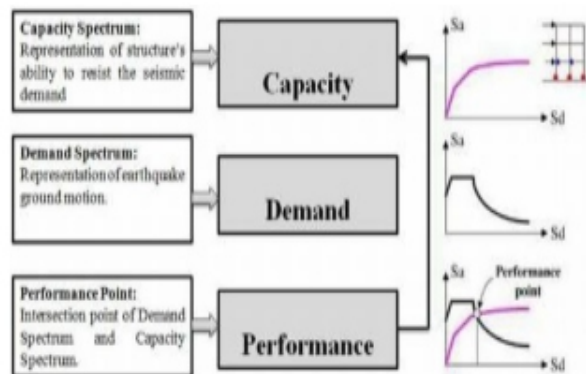 Capacity Spectrum:
Representation of structure's
ability to resist the seismic
demand
Capacity
Sa
Sd
Demand Spectrum:
Representation of earthquake
ground motion.
Demand
Sa
Sd
Performance Point:
Intersection point of Demand
Spectrum and Capacity
Spectrum.
Performance
Sa
Performance
point
Sd